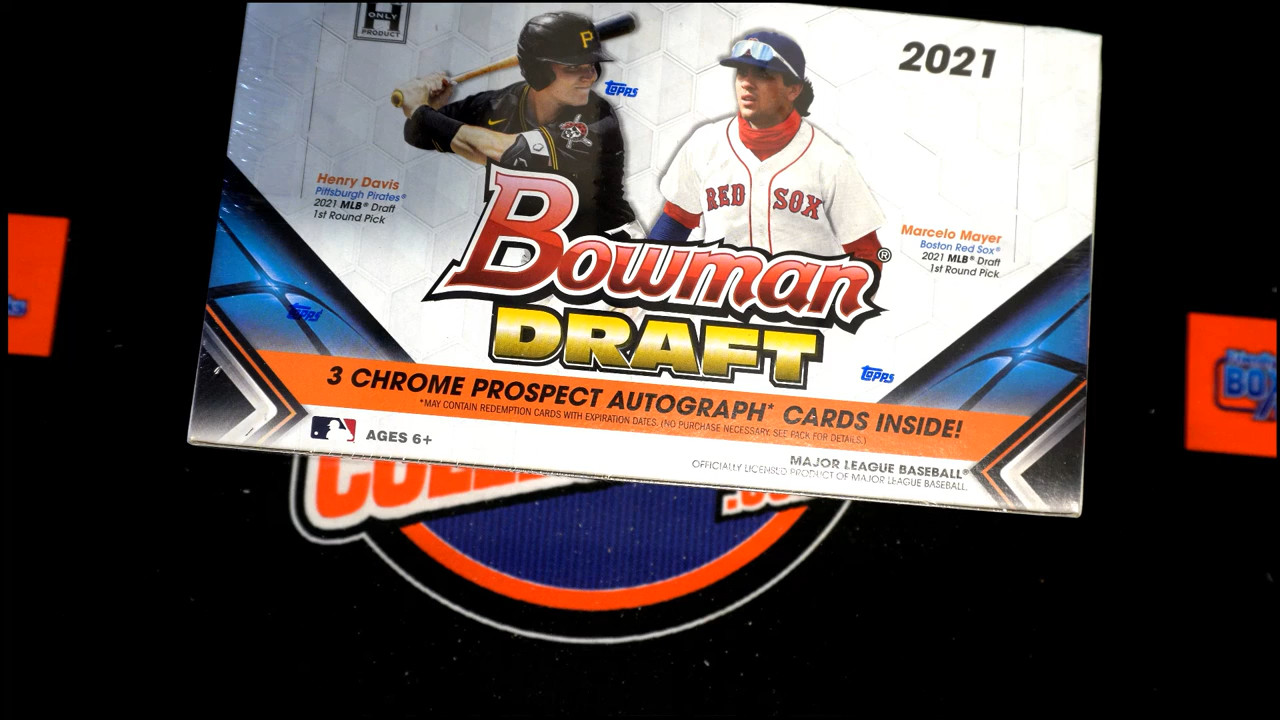 H
ONLY
PRODUCT
2021
P
Topps
RED SOX
Henry Davis
Pittsburgh Pirates®
2021 MLB® Draft
1st Round Pick
Marcelo Mayer
Boston Red Sox®
2021 MLB® Draft
1st Round Pick
Bowman®
DRAFT
Topps
Topps
3 CHROME PROSPECT AUTOGRAPH* CARDS INSIDE!
*MAY CONTAIN REDEMPTION CARDS WITH EXPIRATION DATES. (NO PURCHASE NECESSARY. SEE PACK FOR DETAILS.)
AGES 6+
MAJOR LEAGUE BASEBALL®
OFFICIALLY LICENSED PRODUCT OF MAJOR LEAGUE BASEBALL.
BO